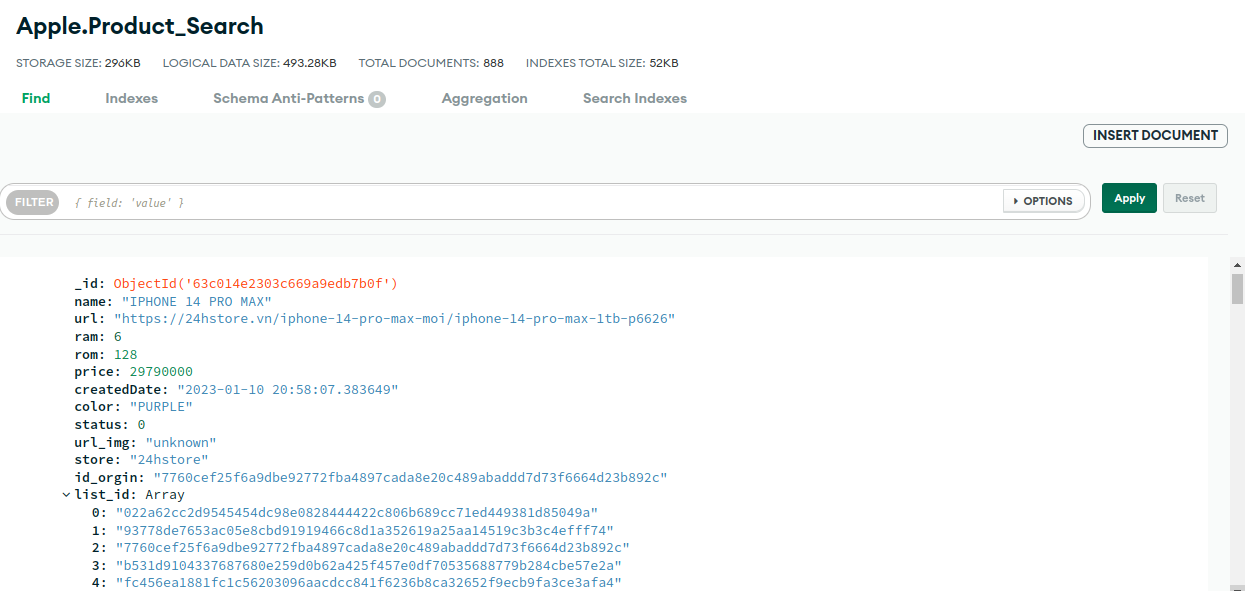 Apple.Product_Search
STORAGE SIZE: 296KB LOGICAL DATA SIZE: 493.28KB TOTAL DOCUMENTS: 888 INDEXES TOTAL SIZE: 52KB
Find Indexes Schema Anti-Patterns 0 Aggregation Search Indexes
INSERT DOCUMENT
FILTER { field: 'value' } OPTIONS Apply Reset
_id: ObjectId('63c014e2303c669a9edb7b0f')
name: "IPHONE 14 PRO MAX"
url: "https://24hstore.vn/iphone-14-pro-max-moi/iphone-14-pro-max-1tb-p6626"
ram: 6
rom: 128
price: 29790000
createdDate: "2023-01-10 20:58:07.383649"
color: "PURPLE"
status: 0
url_img: "unknown"
store: "24hstore"
id_orgin: "7760cef25f6a9dbe92772fba4897cada8e20c489abaddd7d73f6664d23b892c"
list_id: Array
0: "022a62cc2d9545454dc98e0828444422c806b689cc71ed449381d85049a"
1: "93778de7653ac05e8cbd91919466c8d1a352619a25aa14519c3b3c4efff74"
2: "7760cef25f6a9dbe92772fba4897cada8e20c489abaddd7d73f6664d23b892c"
3: "b531d9104337687680e259d0b62a425f457e0df70535688779b284cbe57e2a"
4: "fc456ea1881fc1c56203096aacdcc841f6236b8ca32652f9ecb9fa3ce3afa4"